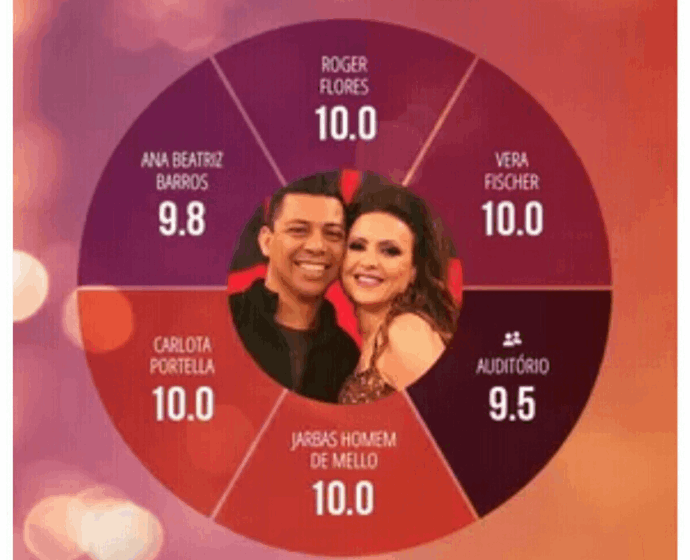 ROGER
FLORES
10.0
VERA
FISCHER
10.0
AUDITÓRIO
9.5
JARBAS HOMEM
DE MELLO
10.0
CARLOTA
PORTELLA
10.0
ANA BEATRIZ
BARROS
9.8